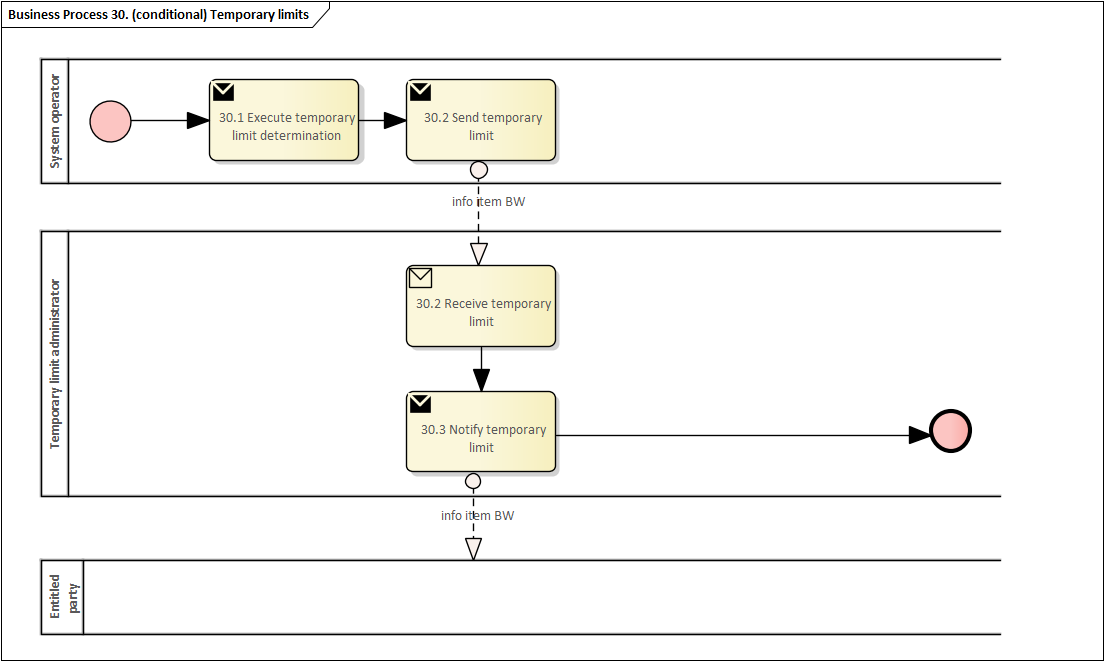 Business Process 30. (conditional) Temporary limits
System operator
30.1 Execute temporary
limit determination
30.2 Send temporary
limit
info item BW
Temporary limit administrator
30.2 Receive temporary
limit
30.3 Notify temporary
limit
info item BW
Entitled
party